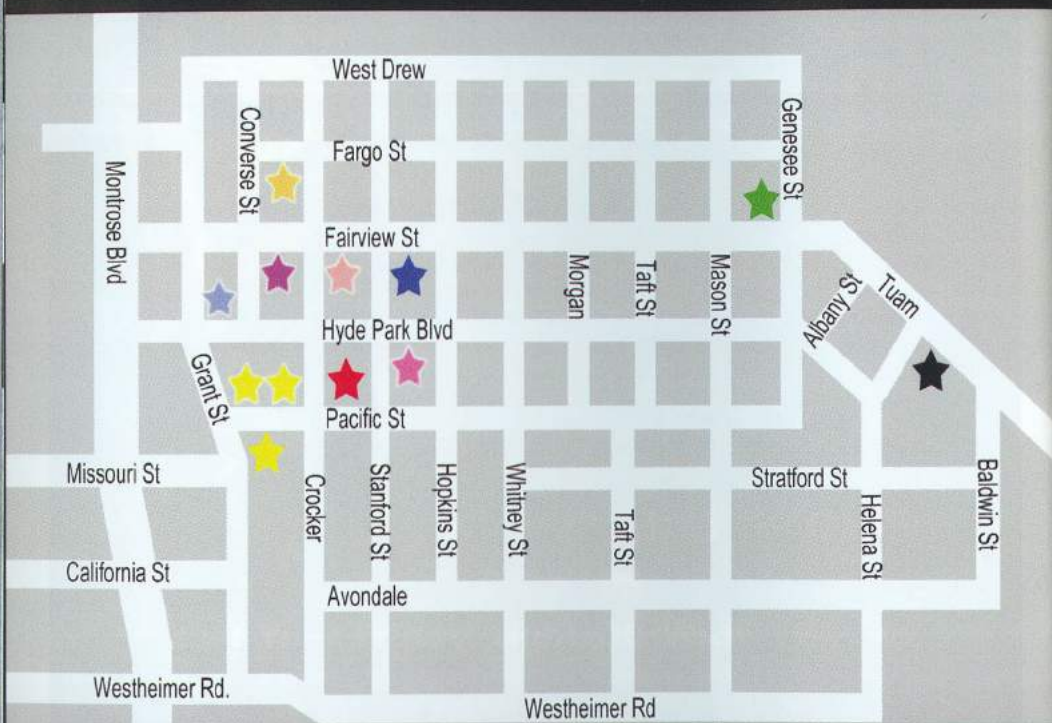 West Drew
Genesee St
Converse St
Fargo St
Montrose Blvd
Fairview St
Morgan
Taft St
Mason St
Albany St
Tuam
Hyde Park Blvd
Grant St
Pacific St
Missouri St
Crocker
Stanford St
Hopkins St
Whitney St
Stratford St
Taft St
Helena St
Baldwin St
California St
Avondale
Westheimer Rd.
Westheimer Rd